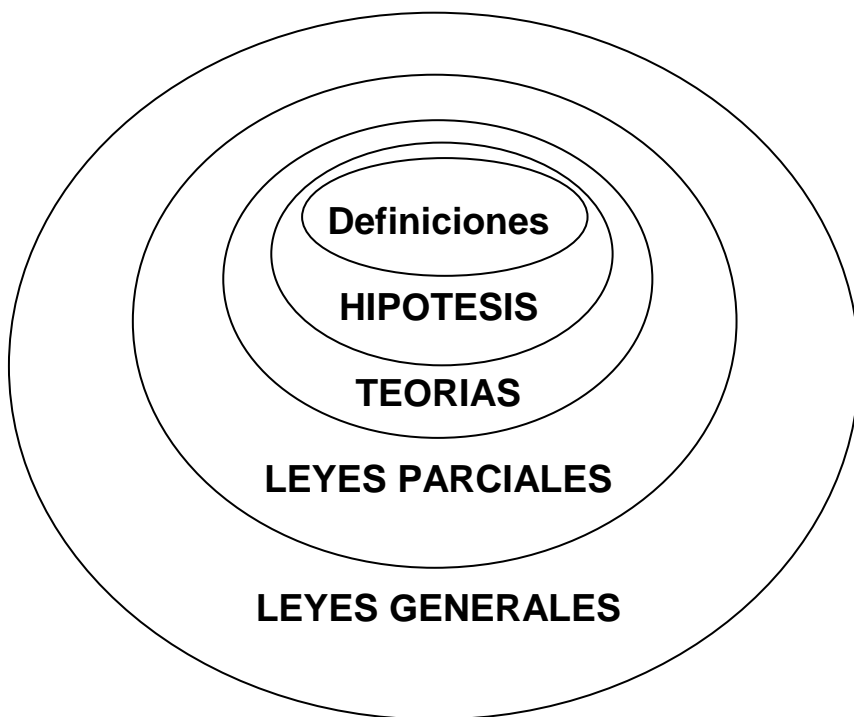 Definiciones
HIPOTESIS
TEORIAS
LEYES PARCIALES
LEYES GENERALES